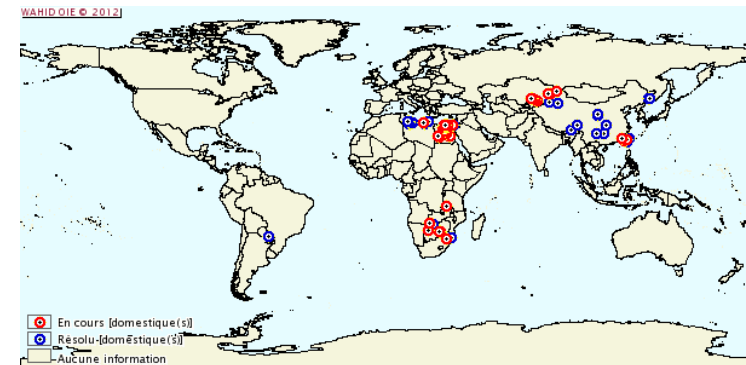 WAHID OIE © 2012
En cours [domestique(s)]
Résolu-[domestique(s)]
Aucune information